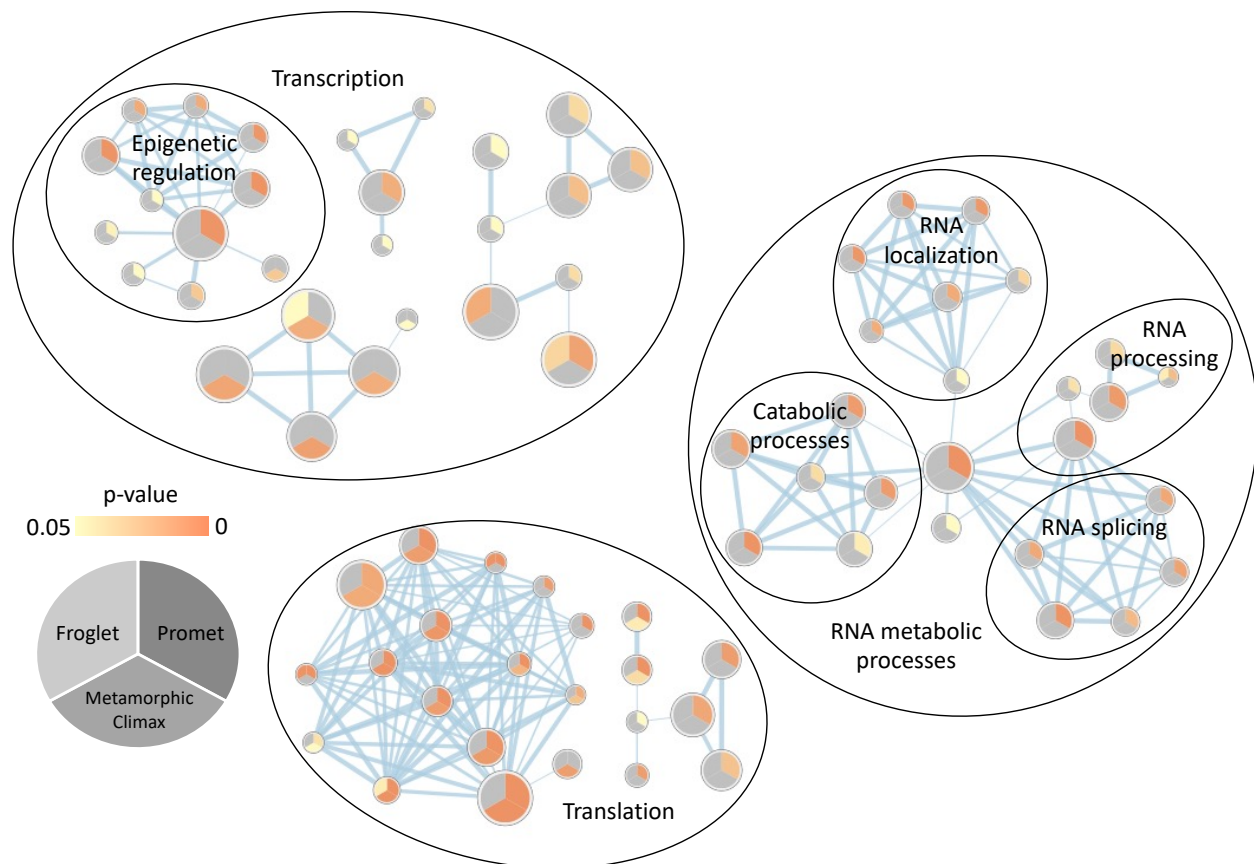 Transcription
Epigenetic
regulation
RNA
localization
RNA
processing
Catabolic
processes
RNA splicing
RNA metabolic
processes
p-value
0.05
0
Froglet
Promet
Metamorphic
Climax
Translation